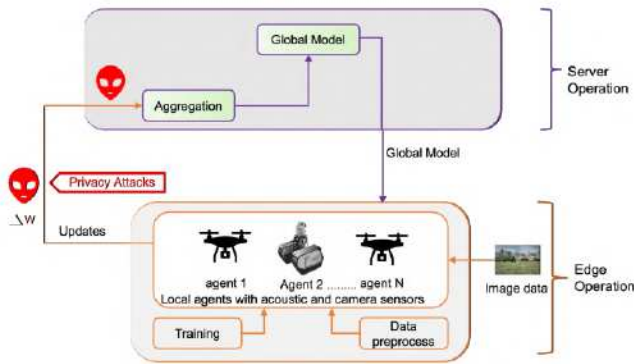 Global Model
Aggregation
Server
Operation
Global Model
Privacy Attacks
△W
Updates
agent 1
Agent 2 ......... agent N
Local agents with acoustic and camera sensors
Image data
Edge
Operation
Training
Data
preprocess